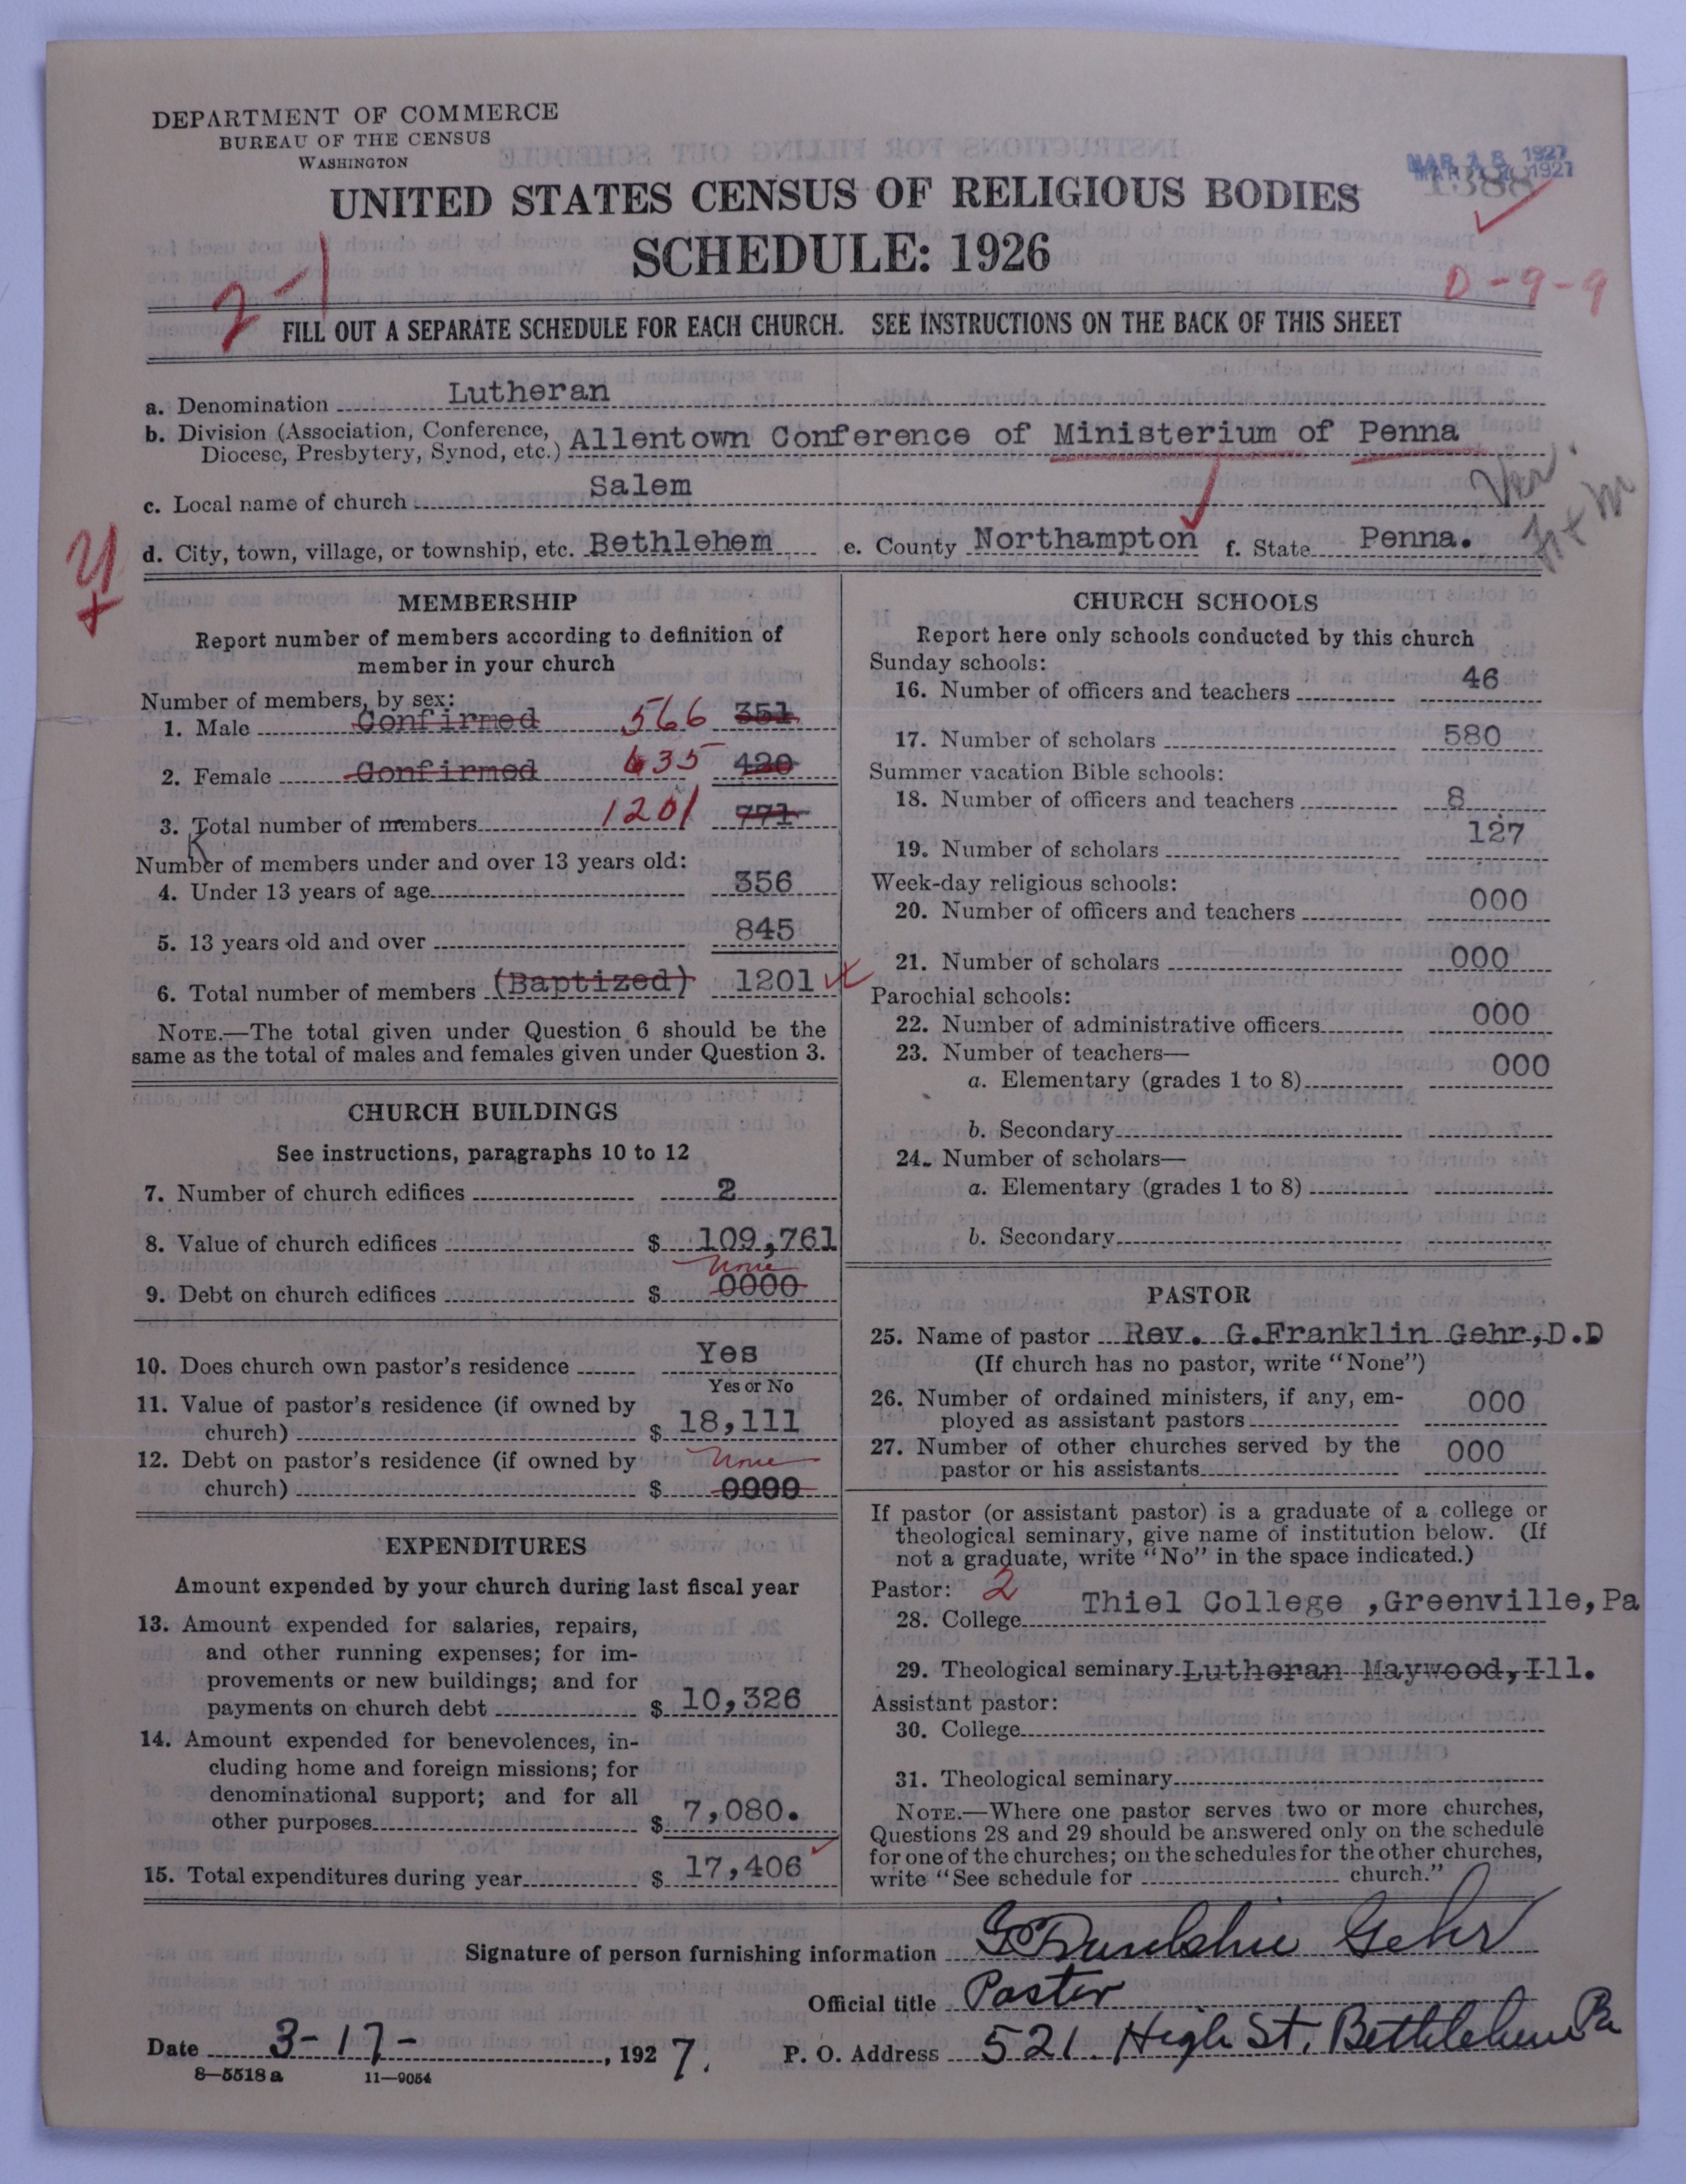 DEPARTMENT OF COMMERCE
BUREAU OF THE CENSUS
WASHINGTON
1927
1927
1388
UNITED STATES CENSUS OF RELIGIOUS BODIES
SCHEDULE: 1926
2-1
0-9-9
FILL OUT A SEPARATE SCHEDULE FOR EACH CHURCH. SEE INSTRUCTIONS ON THE BACK OF THIS SHEET
a. Denomination Lutheran
b. Division (Association, Conference, Diocese, Presbytery, Synod, etc.) Allentown Conference of Ministerium of Penna
c. Local name of church Salem
d. City, town, village, or township, etc. Bethlehem e. County Northampton f. State Penna.
MEMBERSHIP
Report number of members according to definition of
member in your church
Number of members, by sex:
1. Male Confirmed 566 351
2. Female Confirmed 635 420
3. Total number of members 1201 771
Number of members under and over 13 years old:
4. Under 13 years of age 356
5. 13 years old and over 845
6. Total number of members (Baptized) 1201
NOTE.—The total given under Question 6 should be the
same as the total of males and females given under Question 3.
CHURCH BUILDINGS
See instructions, paragraphs 10 to 12
7. Number of church edifices 2
8. Value of church edifices $ 109,761
None
9. Debt on church edifices $ 0000
10. Does church own pastor's residence Yes
Yes or No
11. Value of pastor's residence (if owned by
church) $ 18,111
12. Debt on pastor's residence (if owned by None
church) $ 0000
EXPENDITURES
Amount expended by your church during last fiscal year
13. Amount expended for salaries, repairs,
and other running expenses; for im-
provements or new buildings; and for
payments on church debt $ 10,326
14. Amount expended for benevolences, in-
cluding home and foreign missions; for
denominational support; and for all
other purposes $ 7,080.
15. Total expenditures during year $ 17,406
CHURCH SCHOOLS
Report here only schools conducted by this church
Sunday schools:
16. Number of officers and teachers 46
17. Number of scholars 580
Summer vacation Bible schools:
18. Number of officers and teachers 8
19. Number of scholars 127
Week-day religious schools:
20. Number of officers and teachers 000
21. Number of scholars 000
Parochial schools:
22. Number of administrative officers 000
23. Number of teachers—
a. Elementary (grades 1 to 8) 000
b. Secondary
24. Number of scholars—
a. Elementary (grades 1 to 8)
b. Secondary
PASTOR
25. Name of pastor Rev. G.Franklin Gehr,D.D
(If church has no pastor, write "None")
26. Number of ordained ministers, if any, em-
ployed as assistant pastors 000
27. Number of other churches served by the
pastor or his assistants 000
If pastor (or assistant pastor) is a graduate of a college or
theological seminary, give name of institution below. (If
not a graduate, write "No" in the space indicated.)
Pastor: 2
28. College Thiel College ,Greenville,Pa
29. Theological seminary Lutheran Maywood,Ill.
Assistant pastor:
30. College
31. Theological seminary
NOTE.—Where one pastor serves two or more churches,
Questions 28 and 29 should be answered only on the schedule
for one of the churches; on the schedules for the other churches,
write "See schedule for church."
Signature of person furnishing information G Franklin Gehr
Official title Pastor
Date 3-17-, 1927. P. O. Address 521 High St. Bethlehem Pa
8—5518 a 11—9054